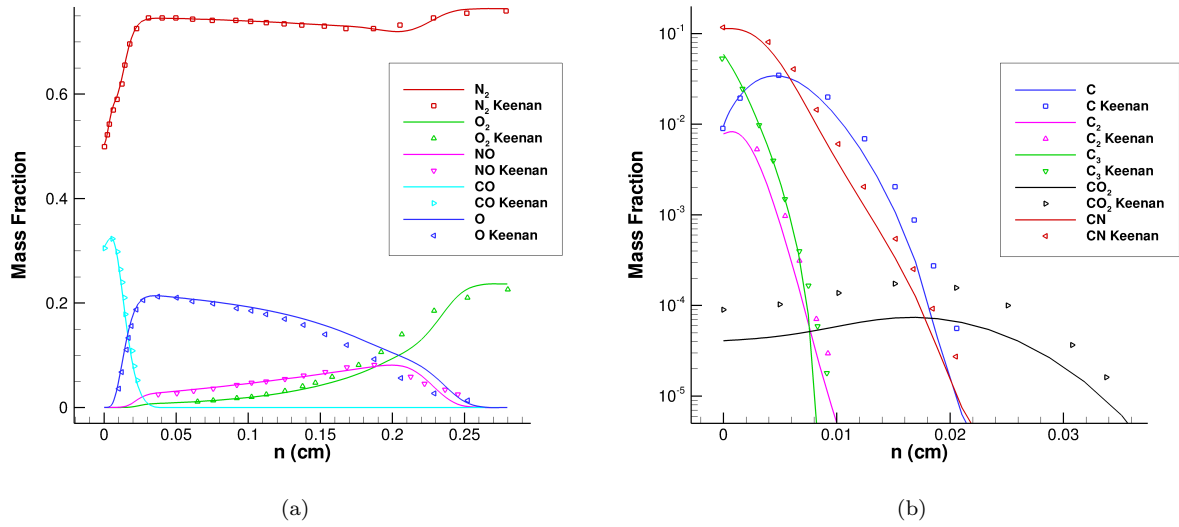 Mass Fraction
0.6
0.4
0.2
0
0 0.05 0.1 0.15 0.2 0.25
n (cm)
N2
N2 Keenan
O2
O2 Keenan
NO
NO Keenan
CO
CO Keenan
O
O Keenan
(a)
Mass Fraction
10^-1
10^-2
10^-3
10^-4
10^-5
0 0.01 0.02 0.03
n (cm)
C
C Keenan
C2
C2 Keenan
C3
C3 Keenan
CO2
CO2 Keenan
CN
CN Keenan
(b)